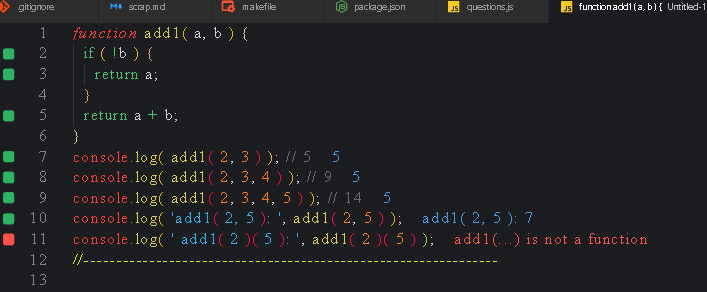 .gitignore scrap.md makefile package.json questions.js function add1( a, b ) { Untitled-1
1 function add1( a, b ) {
2 if ( !b ) {
3 return a;
4 }
5 return a + b;
6 }
7 console.log( add1( 2, 3 ) ); // 5 5
8 console.log( add1( 2, 3, 4 ) ); // 9 5
9 console.log( add1( 2, 3, 4, 5 ) ); // 14 5
10 console.log( 'add1( 2, 5 ): ', add1( 2, 5 ) ); add1( 2, 5 ): 7
11 console.log( ' add1( 2 )( 5 ): ', add1( 2 )( 5 ) ); add1(...) is not a function
12 //--------------------------------------------------------------
13